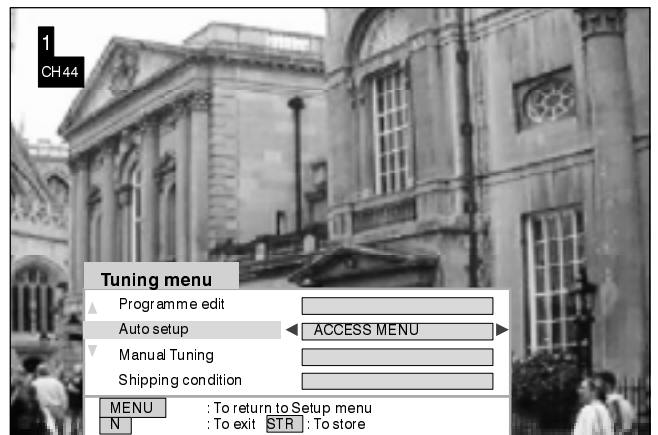 1
CH44
Tuning menu
Programme edit
Auto setup ACCESS MENU
Manual Tuning
Shipping condition
MENU : To return to Setup menu
N : To exit STR : To store